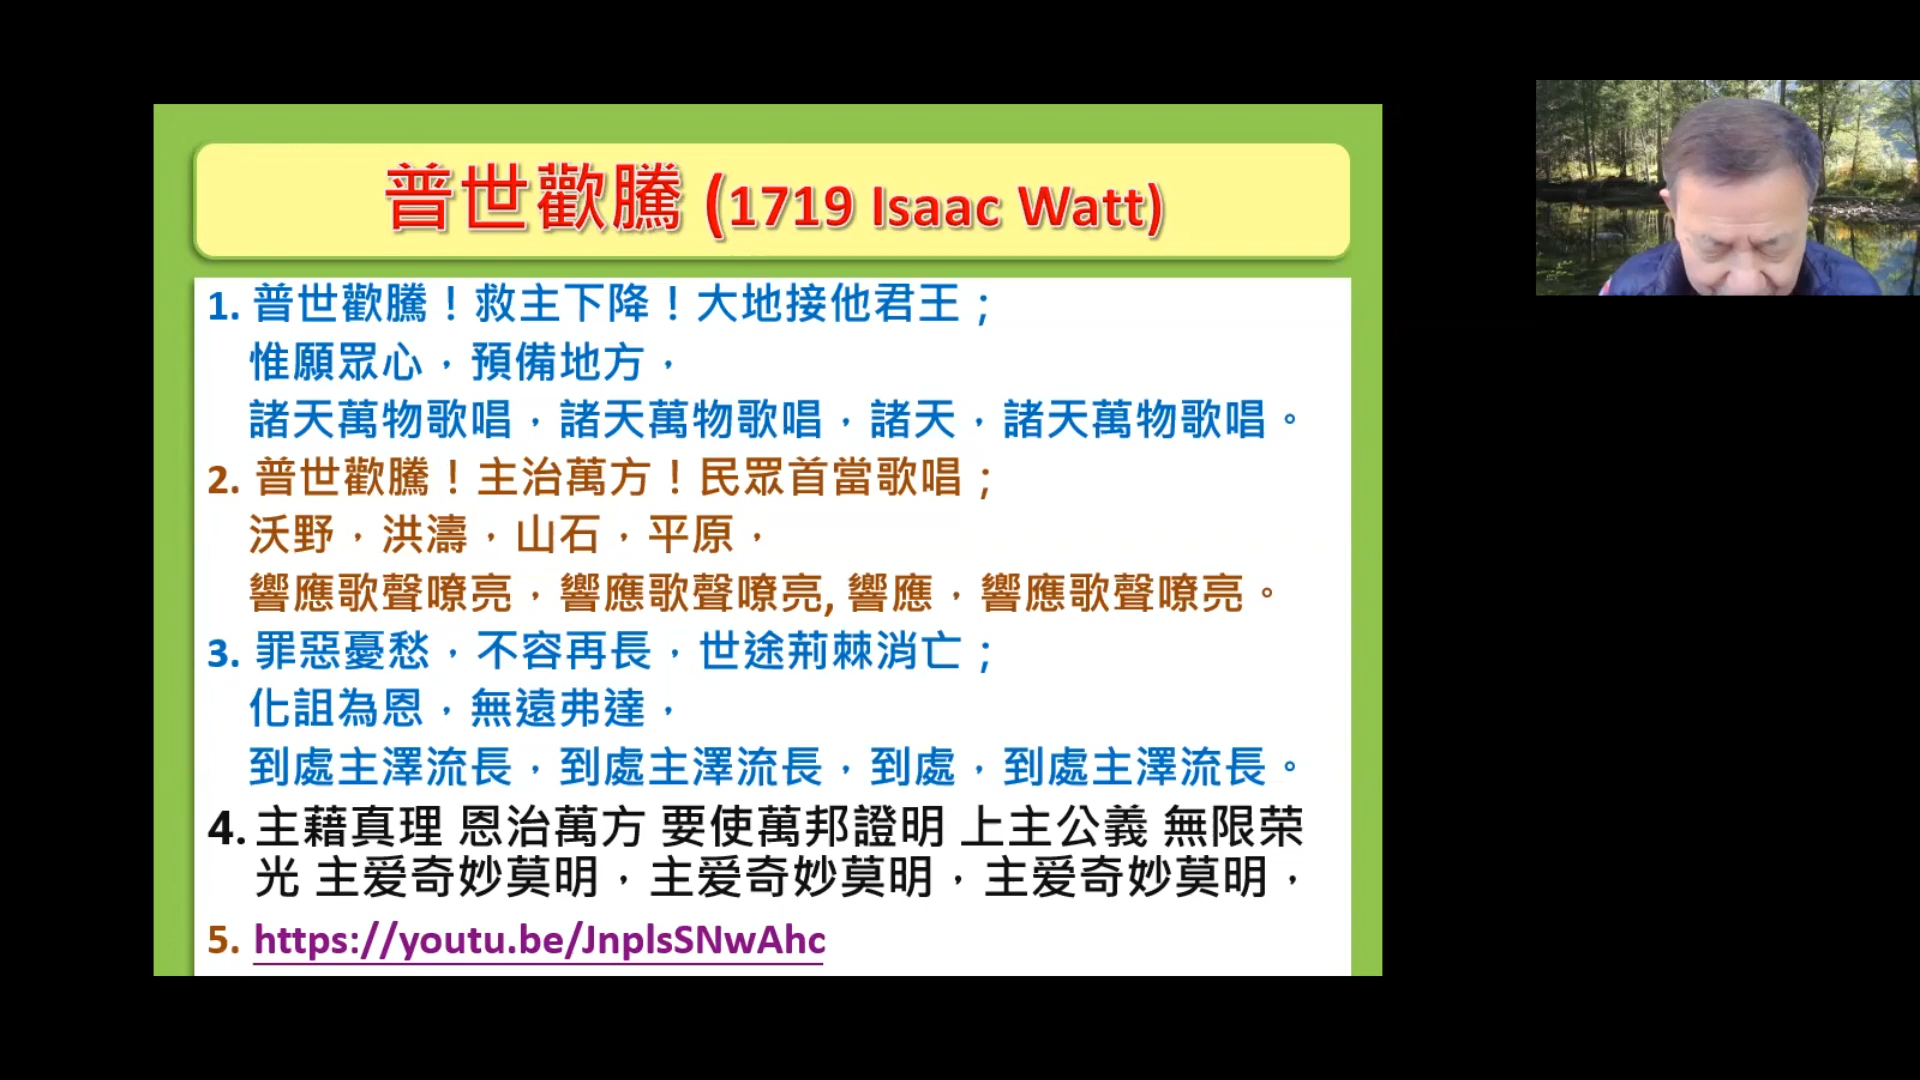 普世歡騰 (1719 Isaac Watt)
1. 普世歡騰！救主下降！大地接他君王；
惟願眾心，預備地方，
諸天萬物歌唱，諸天萬物歌唱，諸天，諸天萬物歌唱。
2. 普世歡騰！主治萬方！民眾首當歌唱；
沃野，洪濤，山石，平原，
響應歌聲嘹亮，響應歌聲嘹亮, 響應，響應歌聲嘹亮。
3. 罪惡憂愁，不容再長，世途荊棘消亡；
化詛為恩，無遠弗達，
到處主澤流長，到處主澤流長，到處，到處主澤流長。
4. 主藉真理 恩治萬方 要使萬邦證明 上主公義 無限荣
光 主爱奇妙莫明，主爱奇妙莫明，主爱奇妙莫明，
5. https://youtu.be/JnplsSNwAhc